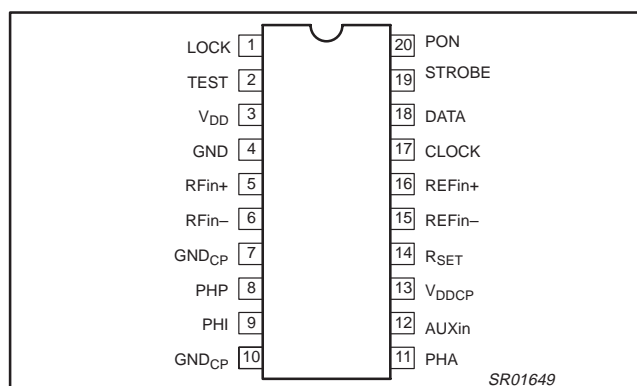 LOCK 1 20 PON
TEST 2 19 STROBE
VDD 3 18 DATA
GND 4 17 CLOCK
RFin+ 5 16 REFin+
RFin– 6 15 REFin–
GNDCP 7 14 RSET
PHP 8 13 VDDCP
PHI 9 12 AUXin
GNDCP 10 11 PHA
SR01649